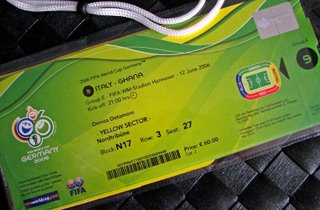 2006 FIFA World Cup Germany™
9 ITALY - GHANA
Group E - FIFA WM-Stadion Hannover - 12 June 2006
Kick-off: 21.00 hrs
Donica Detamore
YELLOW SECTOR
Nordtribüne
Block: N17 Row: 3 Seat: 27
Price: € 60.00
FIFA WORLD CUP
GERMANY
2006
FIFA
9